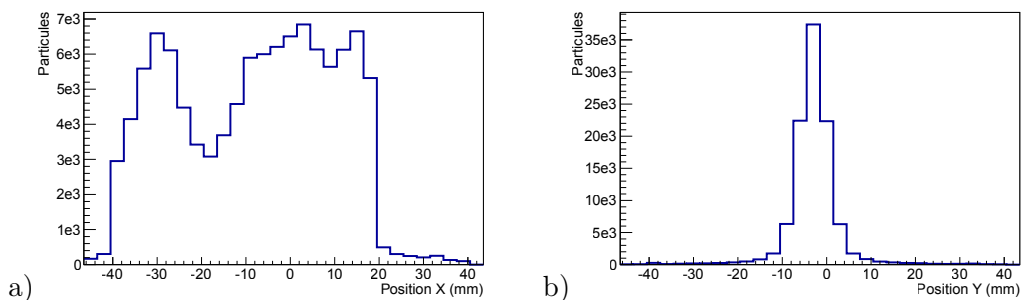 7e3
6e3
5e3
4e3
3e3
2e3
1e3
0
Particules
-40 -30 -20 -10 0 10 20 30 40
Position X (mm)
a)
35e3
30e3
25e3
20e3
15e3
10e3
5e3
0
Particules
-40 -30 -20 -10 0 10 20 30 40
Position Y (mm)
b)